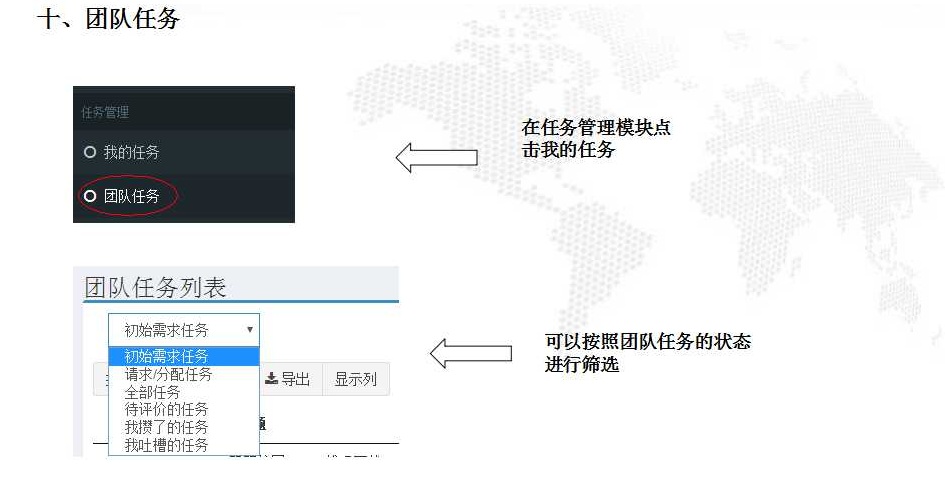 十、团队任务
任务管理
我的任务
团队任务
在任务管理模块点
击我的任务
团队任务列表
初始需求任务
初始需求任务
请求/分配任务
全部任务
待评价的任务
我攒了的任务
我吐槽的任务
导出 显示列
可以按照团队任务的状态
进行筛选